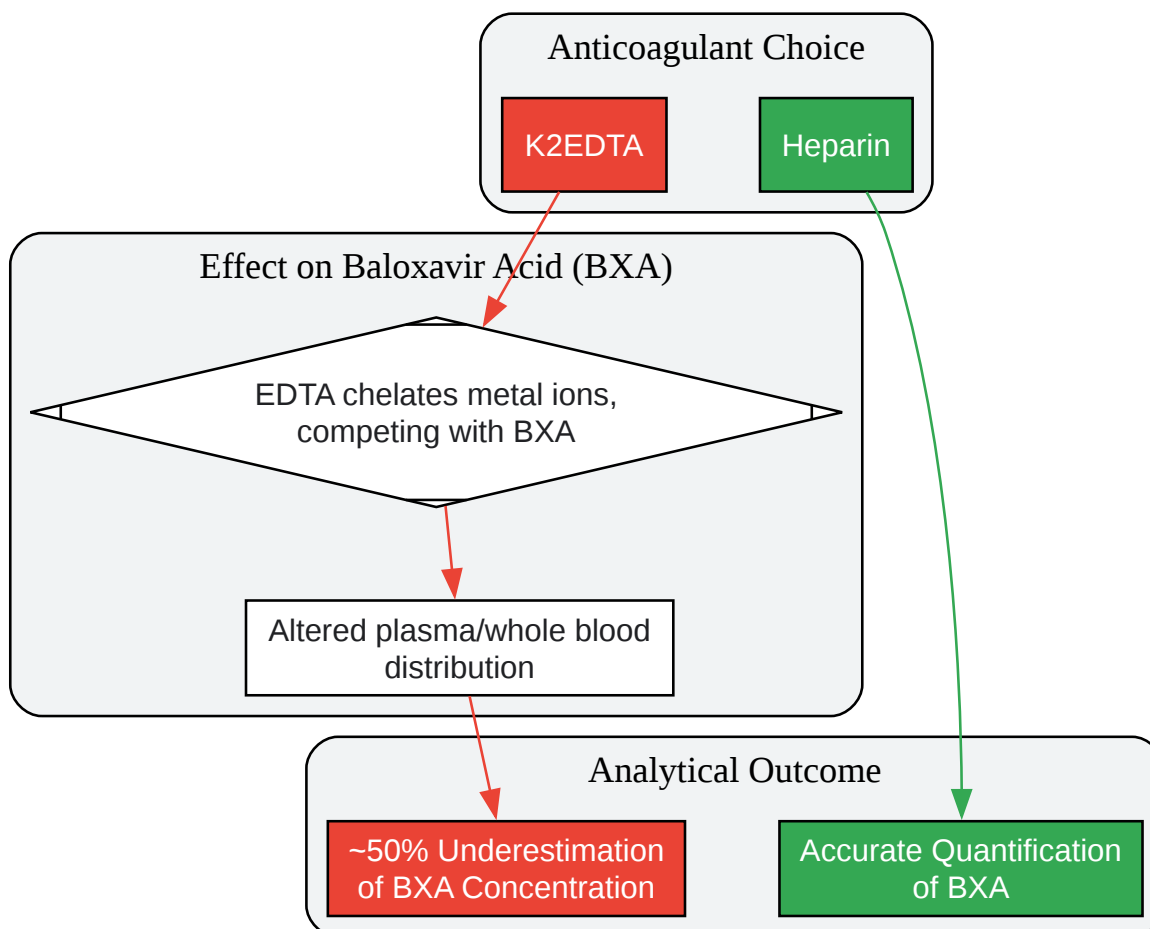 Anticoagulant Choice
K2EDTA
Heparin
Effect on Baloxavir Acid (BXA)
EDTA chelates metal ions,
competing with BXA
Altered plasma/whole blood
distribution
Analytical Outcome
~50% Underestimation
of BXA Concentration
Accurate Quantification
of BXA